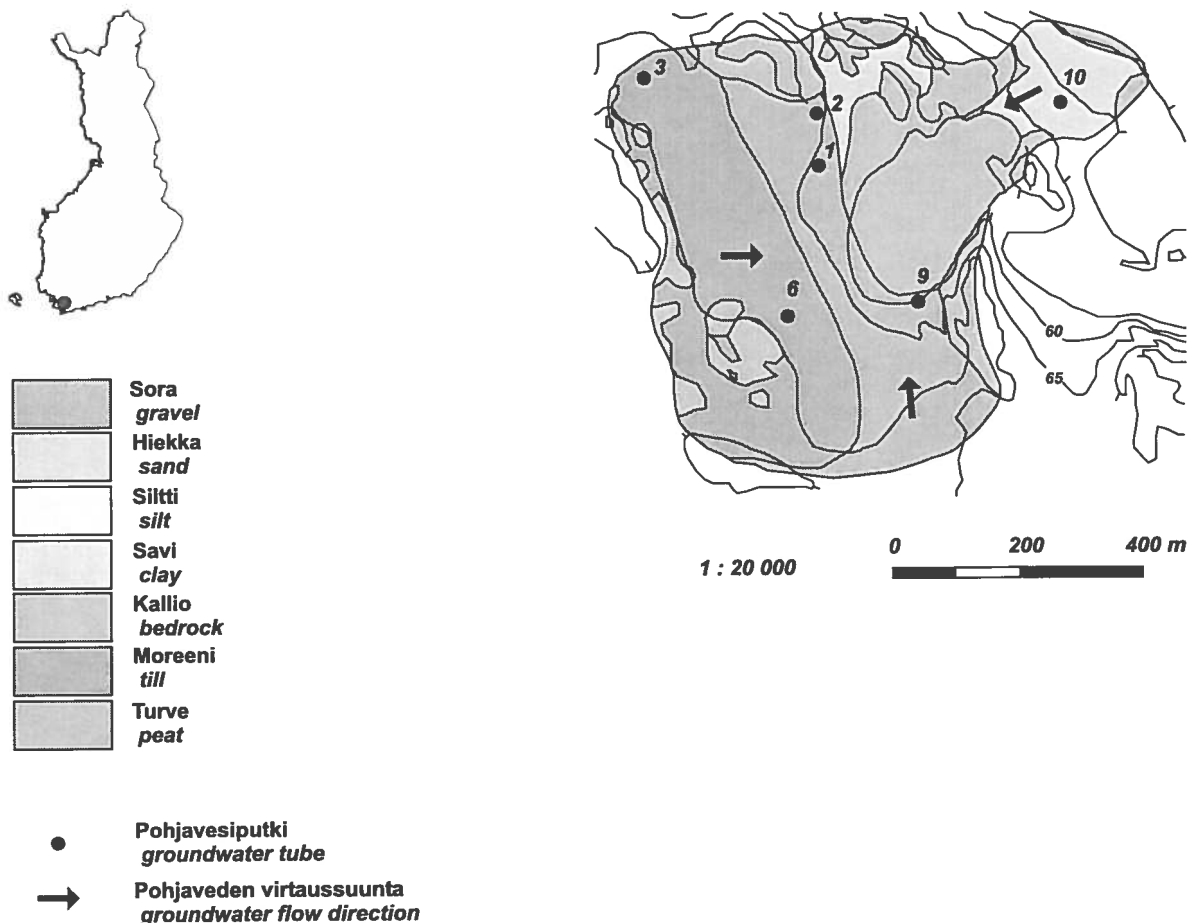 3
10
2
1
9
6
60
65
Sora
gravel
Hiekka
sand
Siltti
silt
Savi
clay
Kallio
bedrock
Moreeni
till
Turve
peat
0 200 400 m
1 : 20 000
Pohjavesiputki
groundwater tube
Pohjaveden virtaussuunta
groundwater flow direction